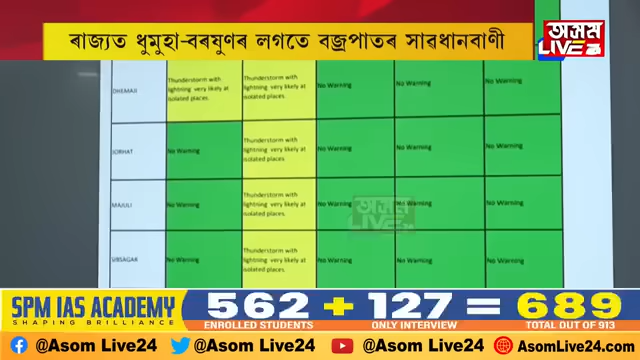 ৰাজ্যত ধুমুহা-বৰষুণৰ লগতে বজ্ৰপাতৰ সাৱধানবাণী
অসম
LIVE 24
DHEMAJI
Thunderstorm with lightning very likely at isolated places.
Thunderstorm with lightning very likely at isolated places.
No Warning
No Warning
No Warning
JORHAT
No Warning
Thunderstorm with lightning very likely at isolated places
No Warning
No Warning
No Warning
MAJULI
No Warning
Thunderstorm with lightning very likely at isolated places.
No Warning
No Warning
No Warning
অসম
LIVE 24
SIBSAGAR
No Warning
Thunderstorm with lightning very likely at isolated places.
No Warning
No Warning
No Warning
SPM IAS ACADEMY
SHAPING BRILLIANCE
562 + 127 = 689
ENROLLED STUDENTS
ONLY INTERVIEW
TOTAL OUT OF 913
@Asom Live24
@AsomLive24
@Asom Live24
@AsomLive24